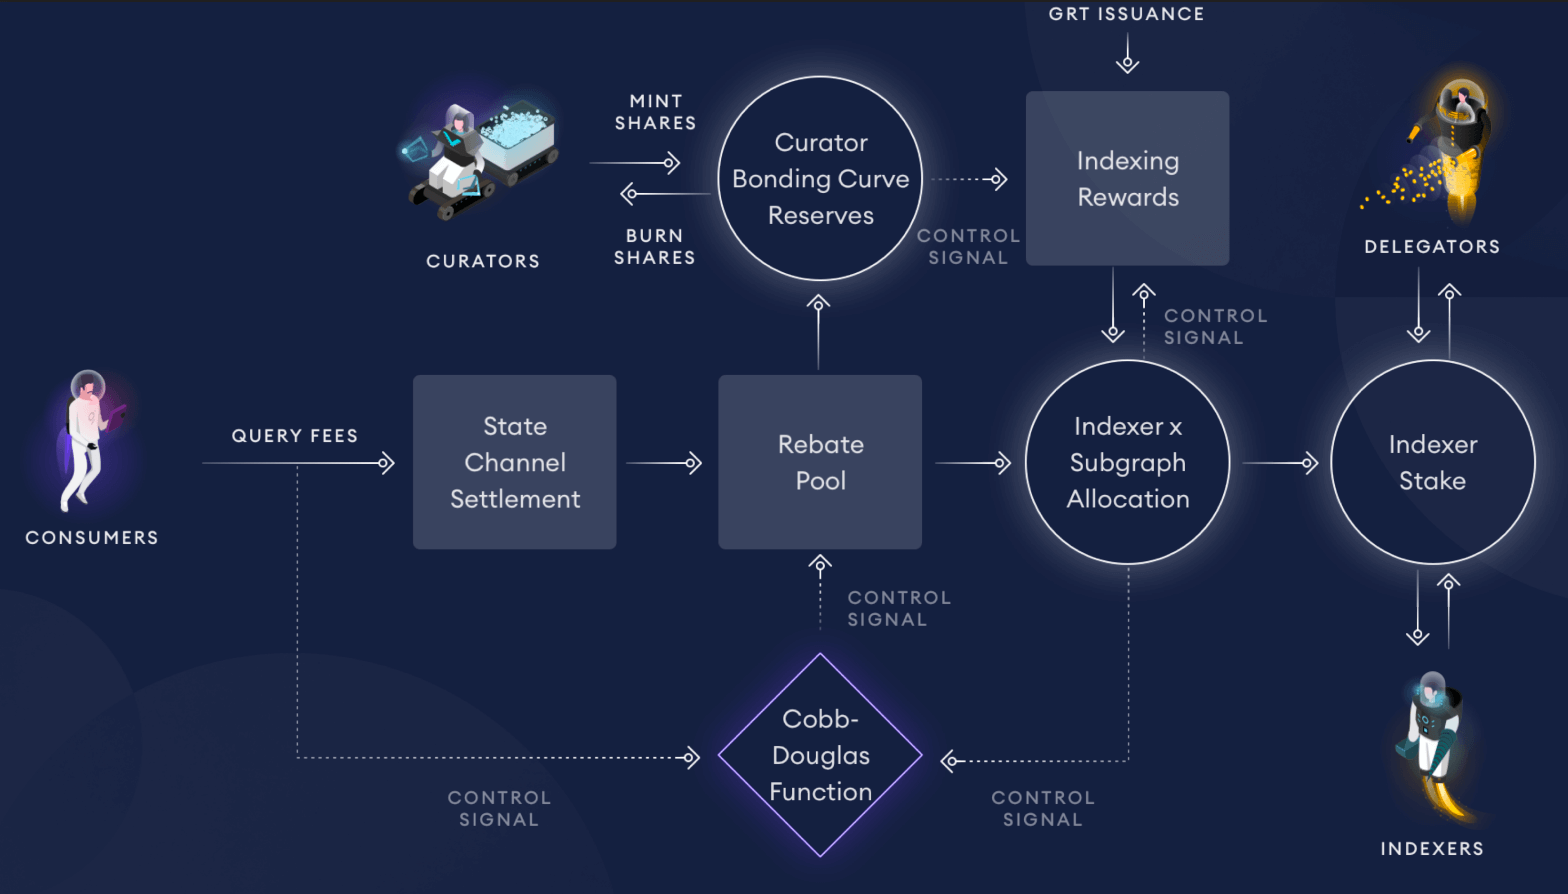 GRT ISSUANCE
MINT
SHARES
BURN
SHARES
CURATORS
Curator
Bonding Curve
Reserves
CONTROL
SIGNAL
Indexing
Rewards
DELEGATORS
CONTROL
SIGNAL
CONSUMERS
QUERY FEES
State
Channel
Settlement
Rebate
Pool
Indexer x
Subgraph
Allocation
Indexer
Stake
CONTROL
SIGNAL
Cobb-
Douglas
Function
CONTROL
SIGNAL
CONTROL
SIGNAL
INDEXERS